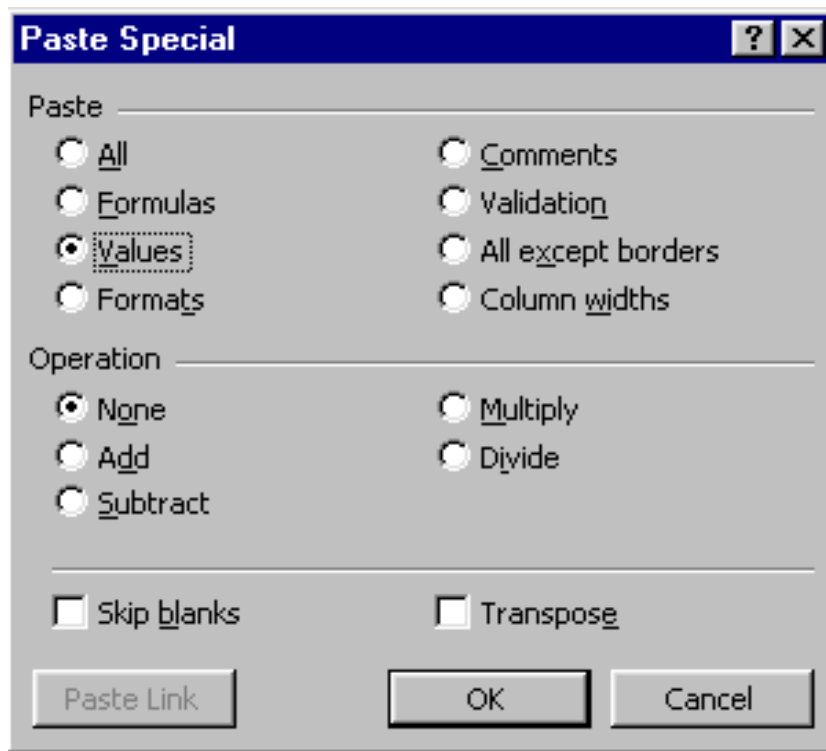 Paste Special
Paste
All
Comments
Formulas
Validation
Values
All except borders
Formats
Column widths
Operation
None
Multiply
Add
Divide
Subtract
Skip blanks
Transpose
Paste Link
OK
Cancel